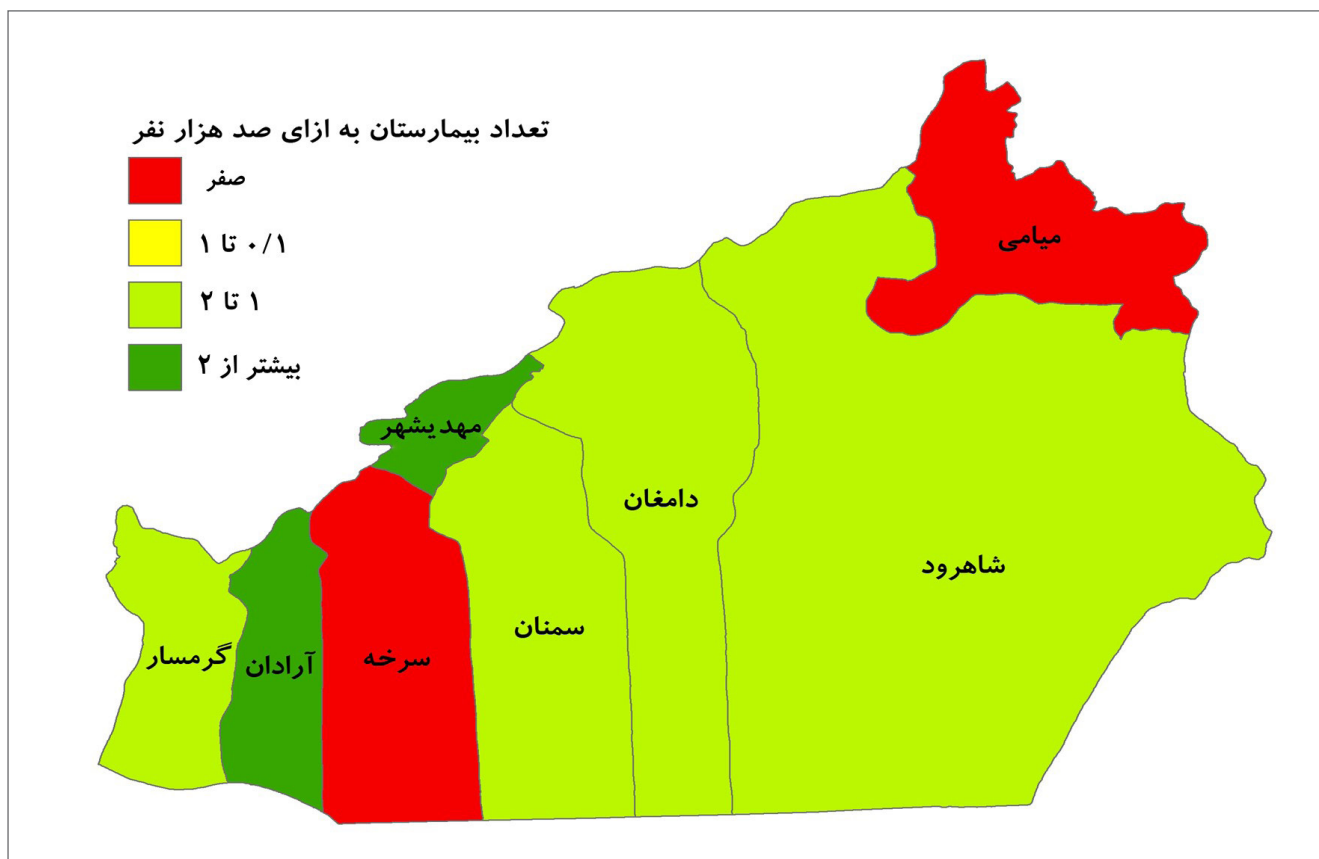 تعداد بیمارستان به ازای صد هزار نفر
صفر
۰/۱ تا ۱
۱ تا ۲
بیشتر از ۲
میامی
مهدیشهر
دامغان
شاهرود
سمنان
سرخه
آرادان
گرمسار